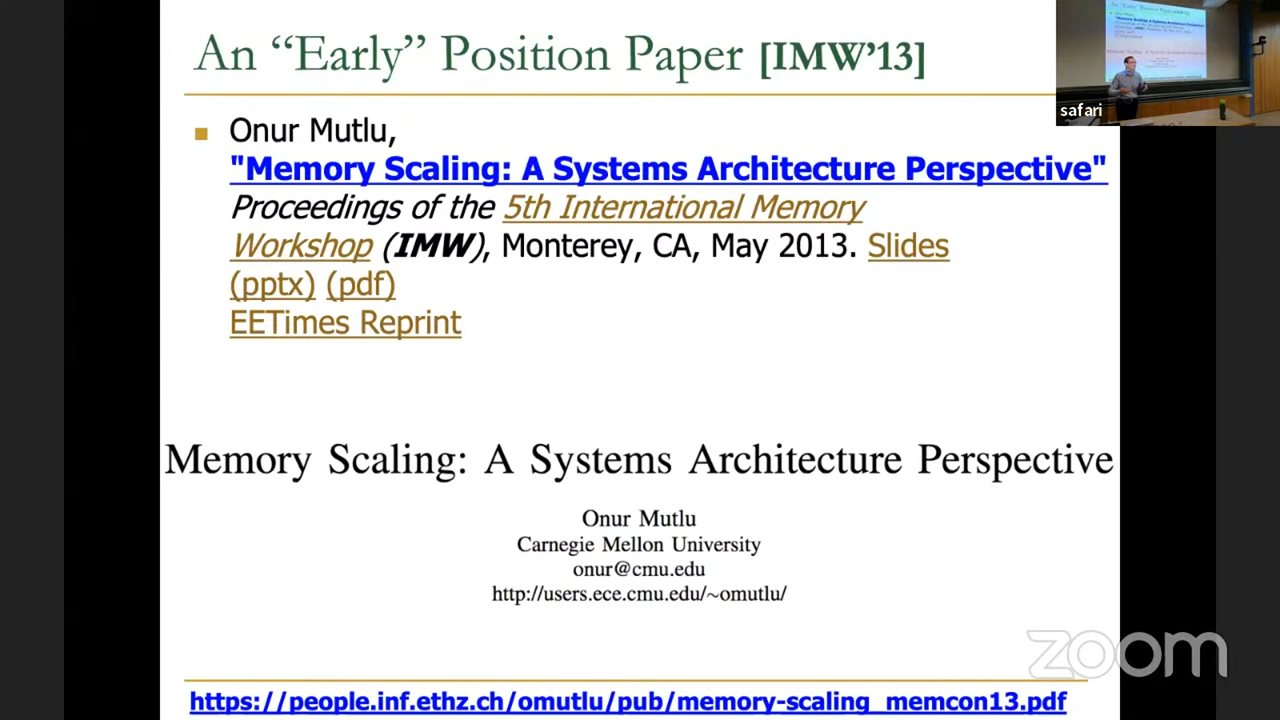 An “Early” Position Paper [IMW’13]
Onur Mutlu,
"Memory Scaling: A Systems Architecture Perspective"
Proceedings of the 5th International Memory
Workshop (IMW), Monterey, CA, May 2013. Slides
(pptx) (pdf)
EETimes Reprint
Memory Scaling: A Systems Architecture Perspective
Onur Mutlu
Carnegie Mellon University
onur@cmu.edu
http://users.ece.cmu.edu/~omutlu/
https://people.inf.ethz.ch/omutlu/pub/memory-scaling_memcon13.pdf
safari
zoom